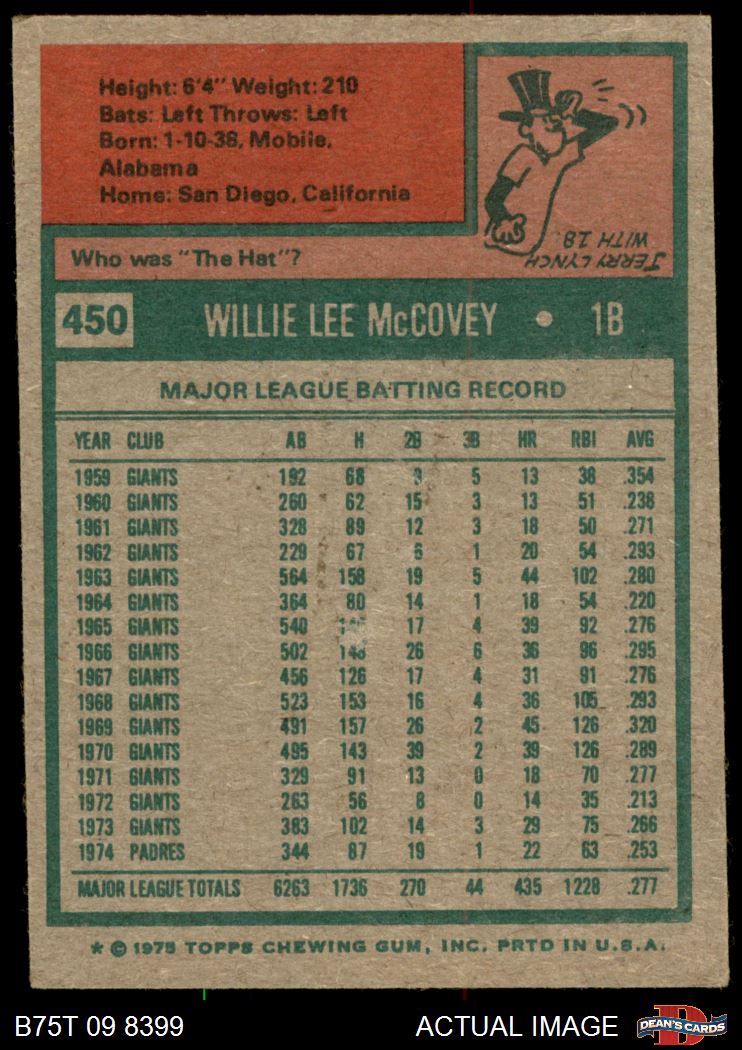 Height: 6'4" Weight: 210
Bats: Left Throws: Left
Born: 1-10-38, Mobile,
Alabama
Home: San Diego, California
Who was "The Hat"?
JERRY LYNCH
WITH 18.
450 WILLIE LEE McCOVEY • 1B
MAJOR LEAGUE BATTING RECORD
YEAR CLUB AB H 2B 3B HR RBI AVG
1959 GIANTS 192 68 9 5 13 38 .354
1960 GIANTS 260 62 15 3 13 51 .238
1961 GIANTS 328 89 12 3 18 50 .271
1962 GIANTS 229 67 6 1 20 54 .293
1963 GIANTS 564 158 19 5 44 102 .280
1964 GIANTS 364 80 14 1 18 54 .220
1965 GIANTS 540 17 4 39 92 .276
1966 GIANTS 502 148 26 6 36 96 .295
1967 GIANTS 456 126 17 4 31 91 .276
1968 GIANTS 523 153 16 4 36 105 .293
1969 GIANTS 491 157 26 2 45 126 .320
1970 GIANTS 495 143 39 2 39 126 .289
1971 GIANTS 329 91 13 0 18 70 .277
1972 GIANTS 263 56 8 0 14 35 .213
1973 GIANTS 383 102 14 3 29 75 .266
1974 PADRES 344 87 19 1 22 63 .253
MAJOR LEAGUE TOTALS 6263 1736 270 44 435 1228 .277
* © 1975 TOPPS CHEWING GUM, INC. PRTD IN U.S.A.
B75T 09 8399 ACTUAL IMAGE D DEAN'S CARDS